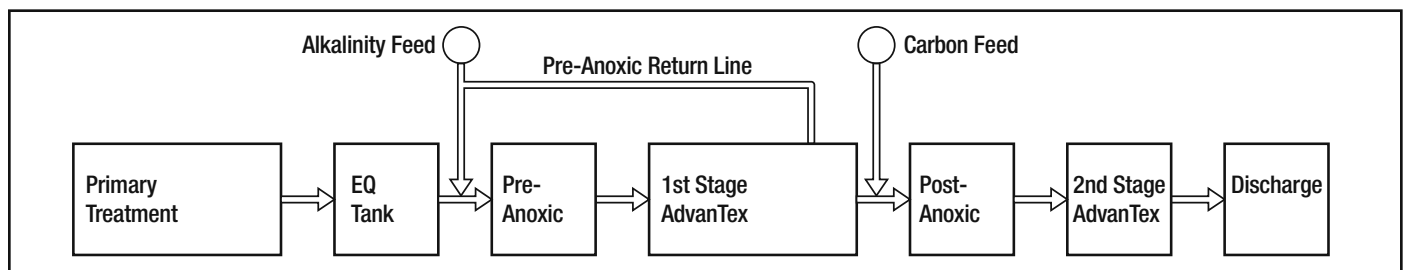 Alkalinity Feed
Carbon Feed
Pre-Anoxic Return Line
Primary
Treatment
EQ
Tank
Pre-
Anoxic
1st Stage
AdvanTex
Post-
Anoxic
2nd Stage
AdvanTex
Discharge